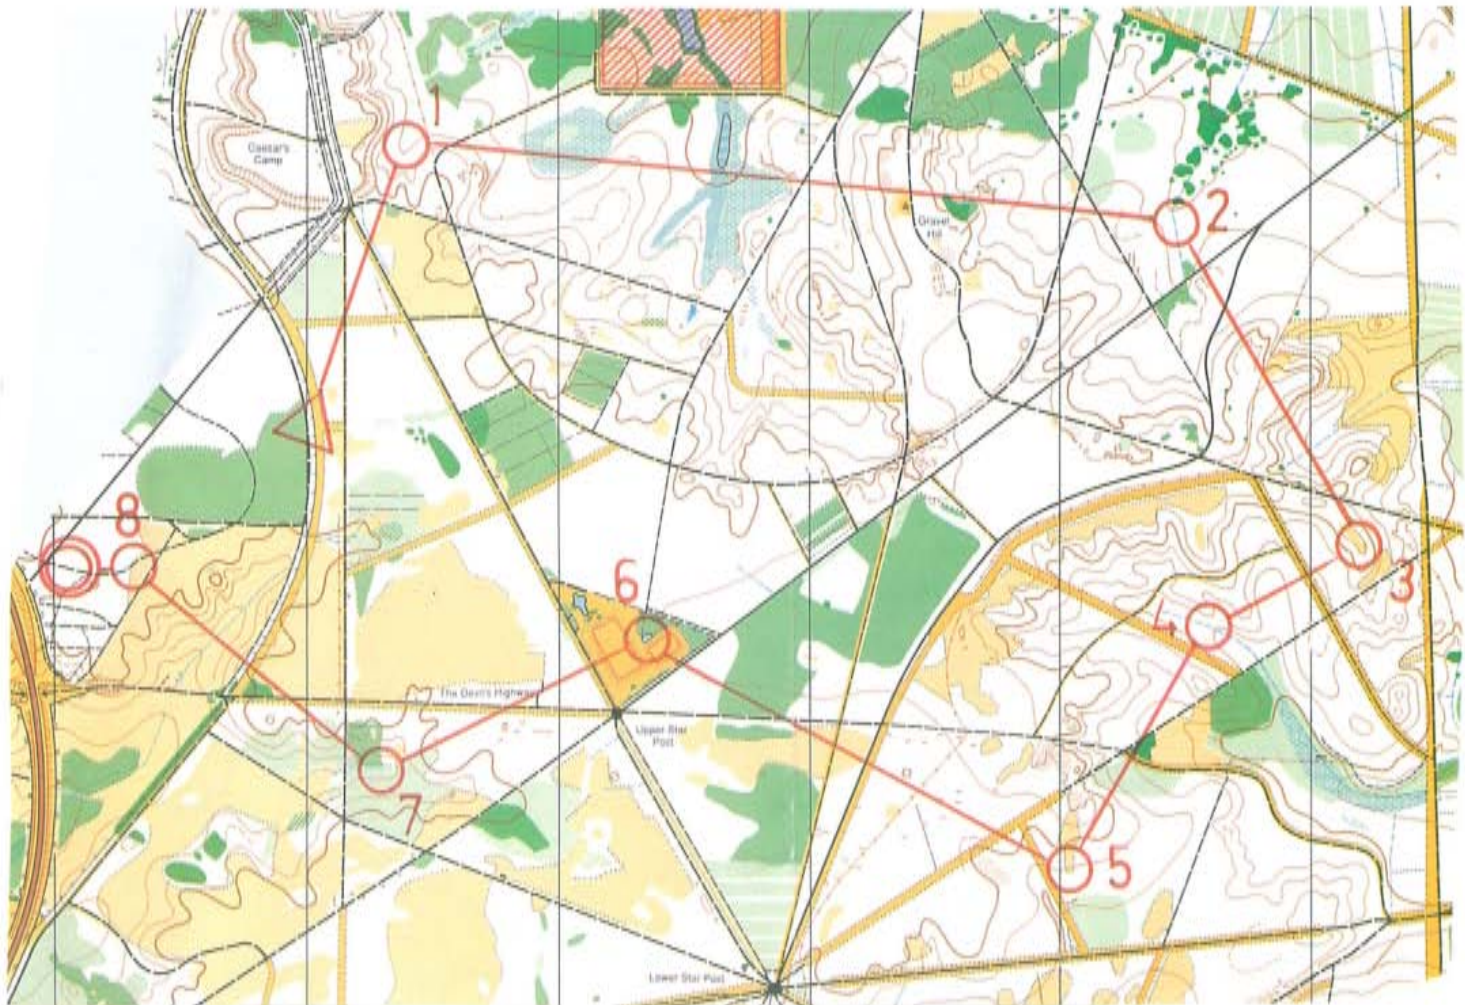 1
Caesar's
Camp
2
Gravel
Hill
8
6
3
4
The Devil's Highway
Upper Star
Post
7
5
Lower Star Post